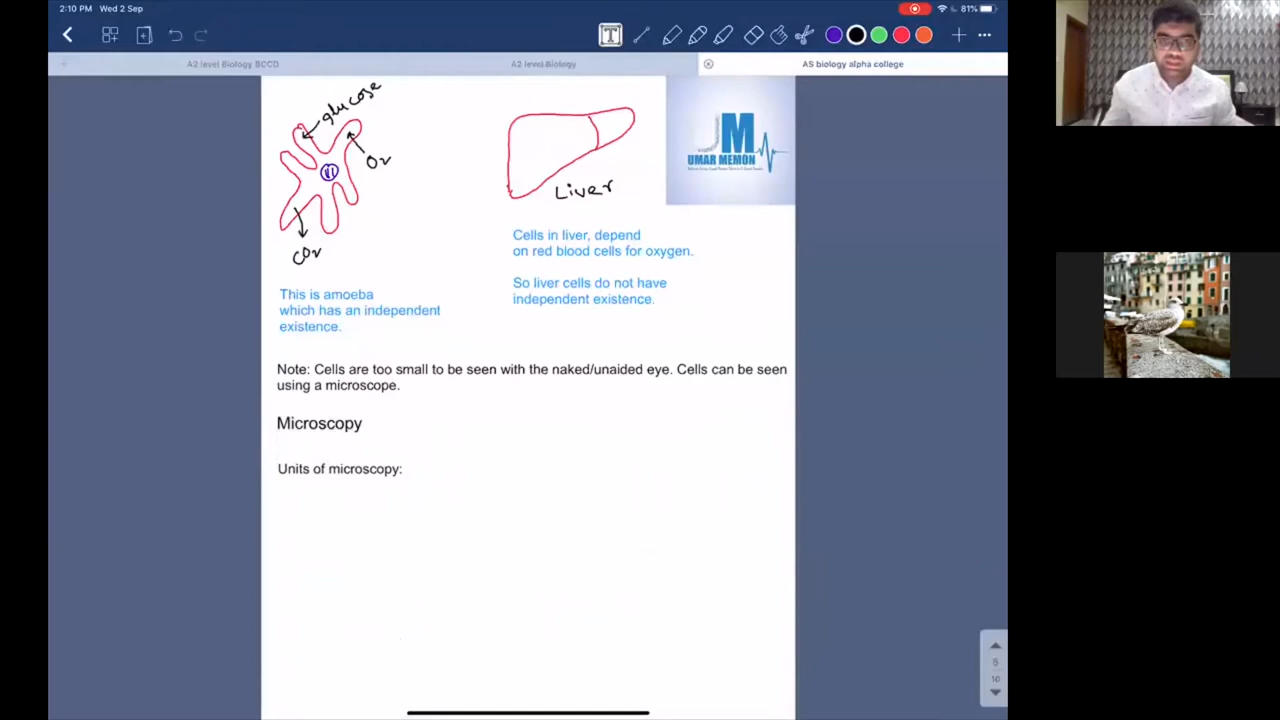 2:10 PM Wed 2 Sep
81%
T
A2 level Biology BCCD
A2 level Biology
AS biology alpha college
glucose
O2
CO2
Liver
JM
UMAR MEMON
This is amoeba
which has an independent
existence.
Cells in liver, depend
on red blood cells for oxygen.
So liver cells do not have
independent existence.
Note: Cells are too small to be seen with the naked/unaided eye. Cells can be seen
using a microscope.
Microscopy
Units of microscopy:
5
10